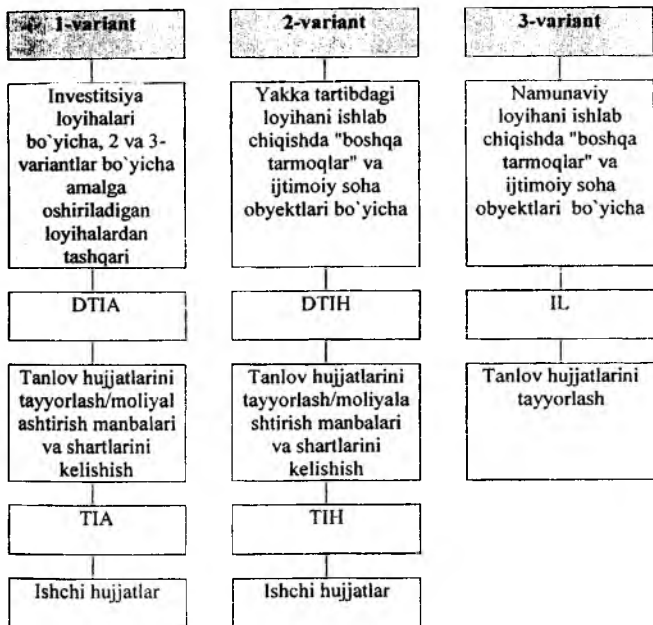 1-variant
Investitsiya
loyihalari
bo`yicha, 2 va 3-
variantlar bo`yicha
amalga
oshiriladigan
loyihalardan
tashqari
DTIA
Tanlov hujjatlarini
tayyorlash/moliyal
ashtirish manbalari
va shartlarini
kelishish
TIA
Ishchi hujjatlar
2-variant
Yakka tartibdagi
loyihani ishlab
chiqishda "boshqa
tarmoqlar" va
ijtimoiy soha
obyektlari bo`yicha
DTIH
Tanlov hujjatlarini
tayyorlash/moliyala
shtirish manbalari
va shartlarini
kelishish
TIH
Ishchi hujjatlar
3-variant
Namunaviy
loyihani ishlab
chiqishda "boshqa
tarmoqlar" va
ijtimoiy soha
obyektlari bo`yicha
IL
Tanlov hujjatlarini
tayyorlash